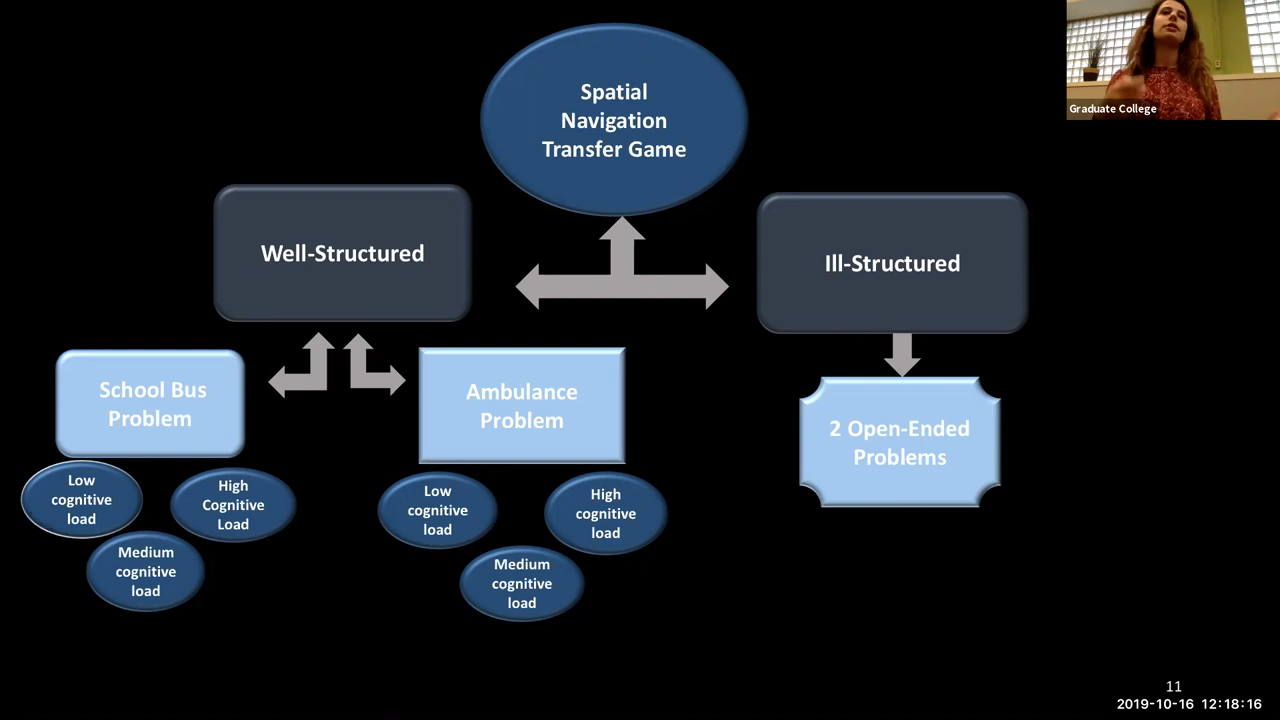 Spatial
Navigation
Transfer Game
Graduate College
Well-Structured
Ill-Structured
School Bus
Problem
Ambulance
Problem
2 Open-Ended
Problems
Low
cognitive
load
High
Cognitive
Load
Medium
cognitive
load
Low
cognitive
load
High
cognitive
load
Medium
cognitive
load
11
2019-10-16 12:18:16